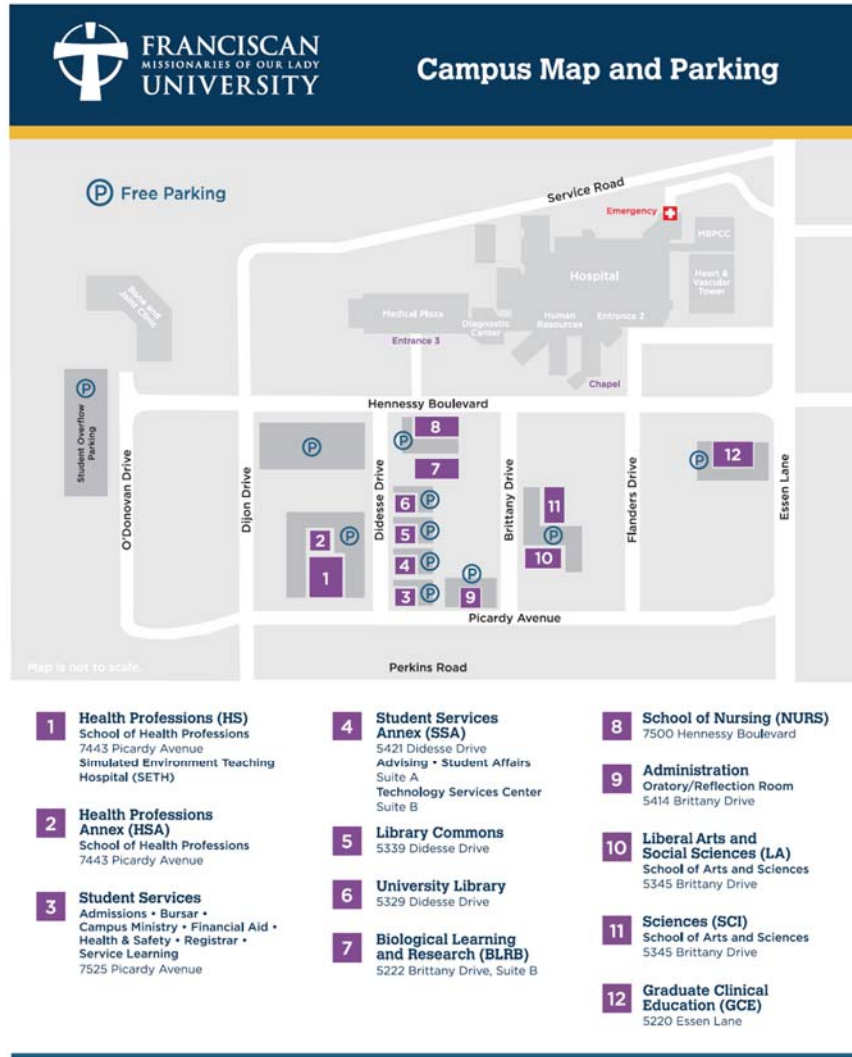 FRANCISCAN
MISSIONARIES OF OUR LADY
UNIVERSITY
Campus Map and Parking
P Free Parking
Service Road
Emergency
MBPCC
Hospital
Heart &
Vascular
Tower
Bone and
Joint Clinic
Medical Plaza
Diagnostic
Center
Human
Resources
Entrance 2
Entrance 3
Chapel
P
Student Overflow
Parking
Hennessy Boulevard
O'Donovan Drive
Dijon Drive
Didesse Drive
Brittany Drive
Flanders Drive
Essen Lane
P
P
8
7
6 P
5 P
4 P
3 P
2 P
1
P
9
11
P
10
P 12
Picardy Avenue
Map is not to scale.
Perkins Road
1
Health Professions (HS)
School of Health Professions
7443 Picardy Avenue
Simulated Environment Teaching
Hospital (SETH)
2
Health Professions
Annex (HSA)
School of Health Professions
7443 Picardy Avenue
3
Student Services
Admissions • Bursar •
Campus Ministry • Financial Aid •
Health & Safety • Registrar •
Service Learning
7525 Picardy Avenue
4
Student Services
Annex (SSA)
5421 Didesse Drive
Advising • Student Affairs
Suite A
Technology Services Center
Suite B
5
Library Commons
5339 Didesse Drive
6
University Library
5329 Didesse Drive
7
Biological Learning
and Research (BLRB)
5222 Brittany Drive, Suite B
8
School of Nursing (NURS)
7500 Hennessy Boulevard
9
Administration
Oratory/Reflection Room
5414 Brittany Drive
10
Liberal Arts and
Social Sciences (LA)
School of Arts and Sciences
5345 Brittany Drive
11
Sciences (SCI)
School of Arts and Sciences
5345 Brittany Drive
12
Graduate Clinical
Education (GCE)
5220 Essen Lane